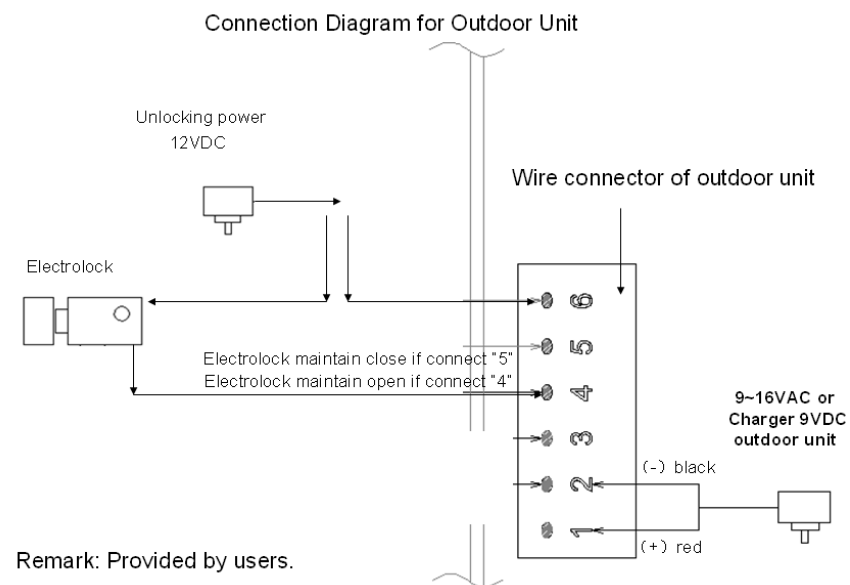 Connection Diagram for Outdoor Unit
Unlocking power
12VDC
Wire connector of outdoor unit
Electrolock
6
5
Electrolock maintain close if connect "5"
Electrolock maintain open if connect "4"
4
3
2
1
9~16VAC or
Charger 9VDC
outdoor unit
(-) black
(+) red
Remark: Provided by users.